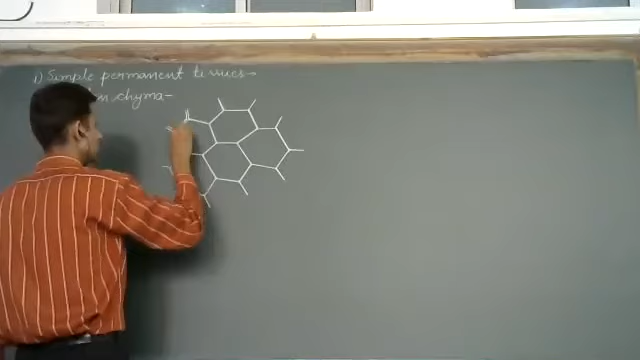 1) Simple permanent tissues-
chyma-